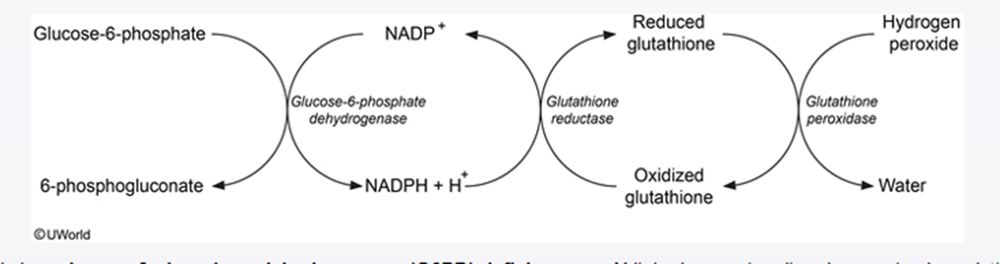 Glucose-6-phosphate
NADP+
Reduced
glutathione
Hydrogen
peroxide
Glucose-6-phosphate
dehydrogenase
Glutathione
reductase
Glutathione
peroxidase
6-phosphogluconate
NADPH + H+
Oxidized
glutathione
Water
©UWorld